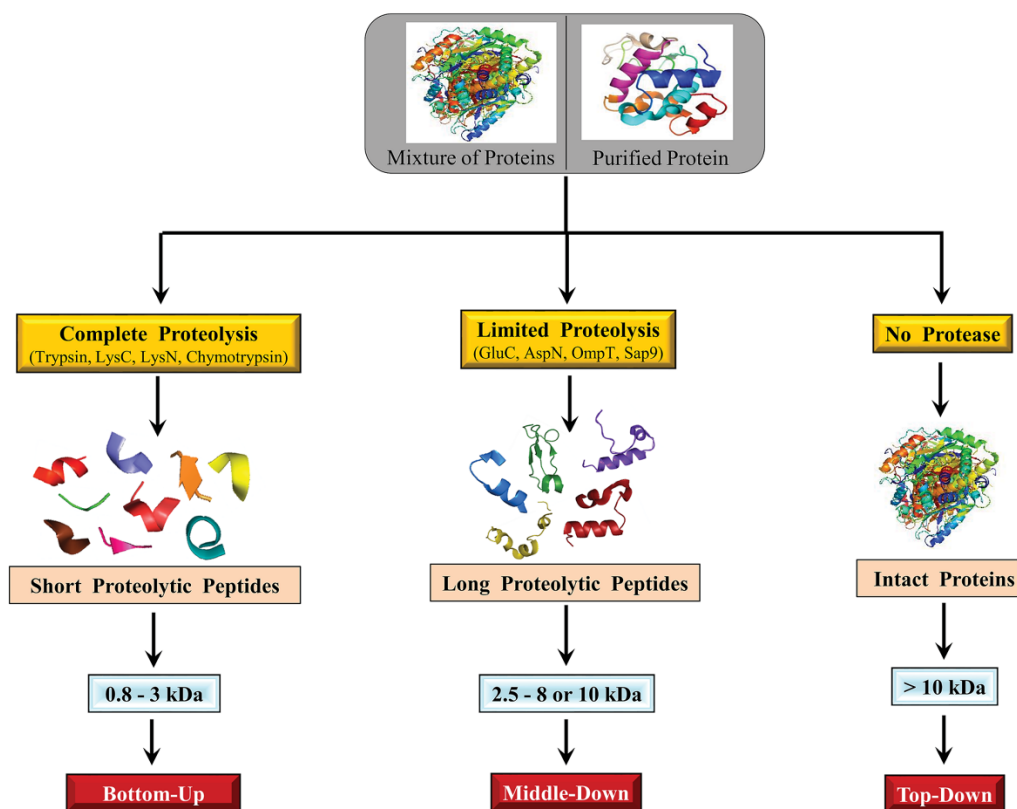 Mixture of Proteins
Purified Protein
Complete Proteolysis
(Trypsin, LysC, LysN, Chymotrypsin)
Limited Proteolysis
(GluC, AspN, OmpT, Sap9)
No Protease
Short Proteolytic Peptides
Long Proteolytic Peptides
Intact Proteins
0.8 - 3 kDa
2.5 - 8 or 10 kDa
> 10 kDa
Bottom-Up
Middle-Down
Top-Down